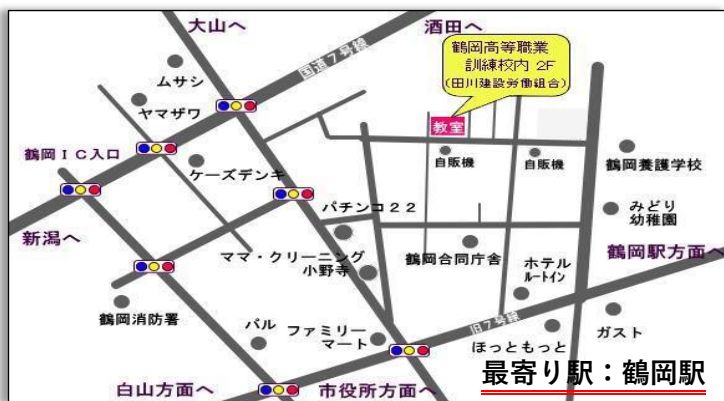 大山へ
酒田へ
国道7号線
鶴岡高等職業
訓練校内 2F
(田川建設労働組合)
ムサシ
ヤマザワ
教室
鶴岡IC入口
ケーズデンキ
自販機
自販機
鶴岡養護学校
パチンコ22
みどり
幼稚園
新潟へ
ママ・クリーニング
小野寺
鶴岡合同庁舎
鶴岡駅方面へ
ホテル
ルートイン
鶴岡消防署
パル
ファミリー
マート
旧7号線
ほっともっと
ガスト
白山方面へ
市役所方面へ
最寄り駅:鶴岡駅